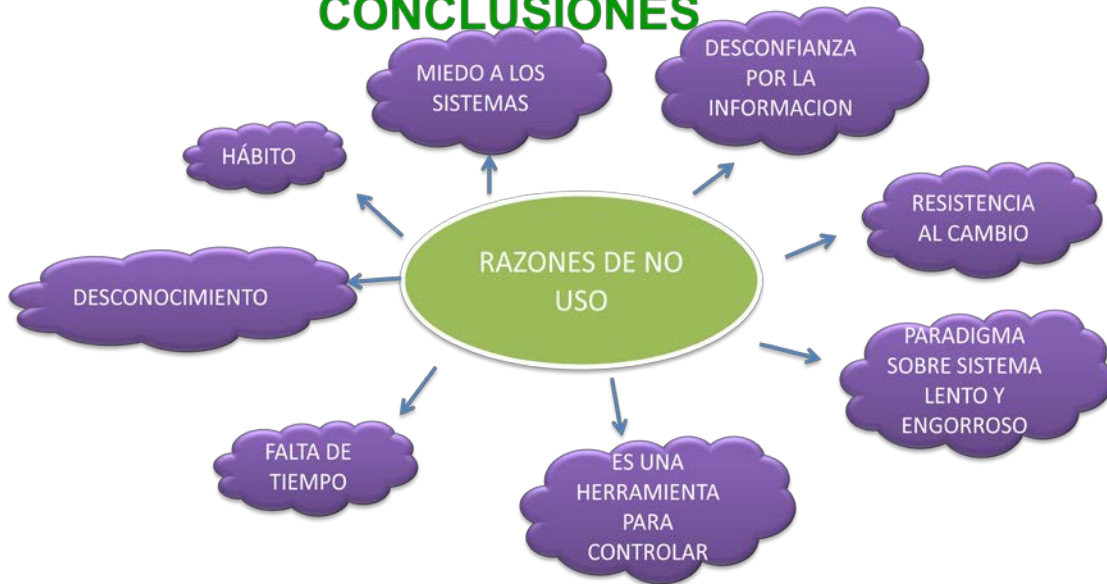 CONCLUSIONES
MIEDO A LOS
SISTEMAS
DESCONFIANZA
POR LA
INFORMACION
HÁBITO
RESISTENCIA
AL CAMBIO
RAZONES DE NO
USO
DESCONOCIMIENTO
PARADIGMA
SOBRE SISTEMA
LENTO Y
ENGORROSO
FALTA DE
TIEMPO
ES UNA
HERRAMIENTA
PARA
CONTROLAR